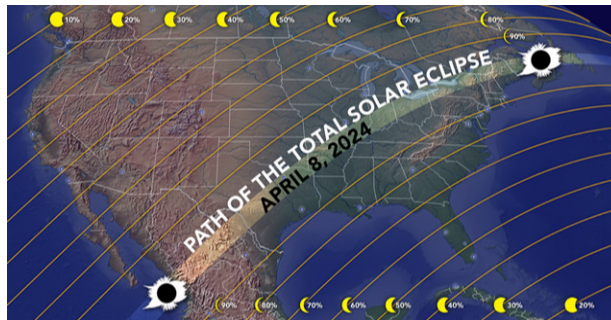 10% 20% 30% 40% 50% 60% 70% 80%
90%
PATH OF THE TOTAL SOLAR ECLIPSE
APRIL 8, 2024
90% 80% 70% 60% 50% 40% 30% 20%